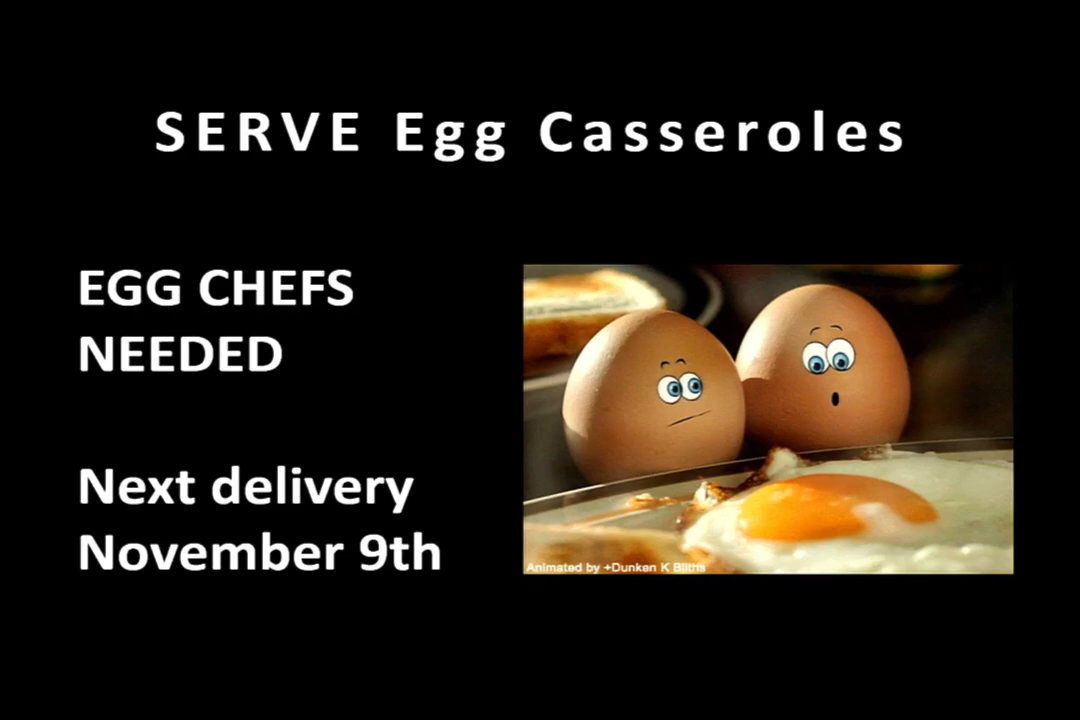 SERVE Egg Casseroles
EGG CHEFS
NEEDED
Next delivery
November 9th
Animated by +Dunken K Bliths